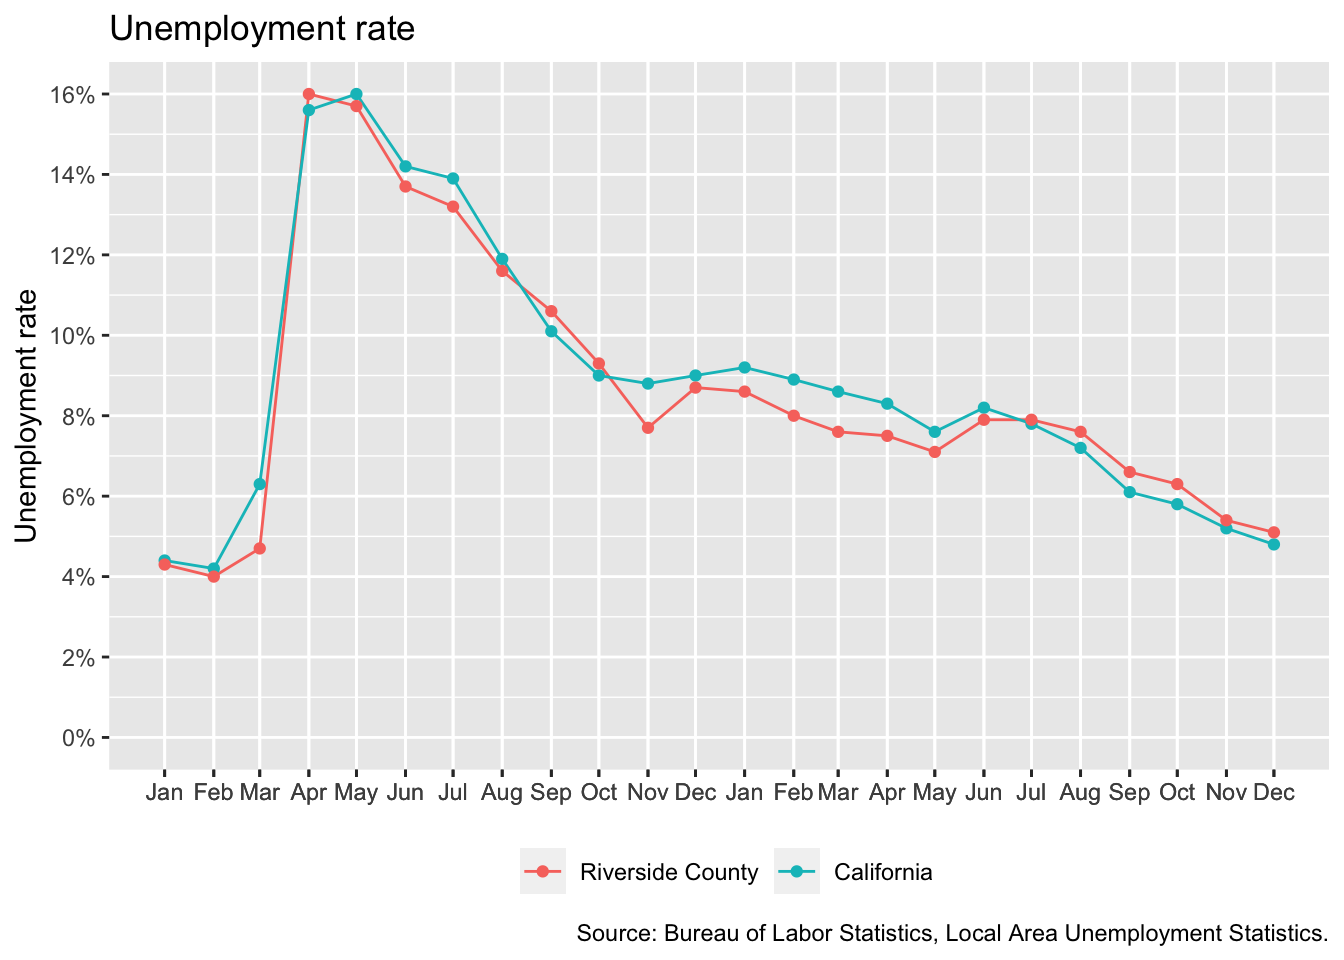 Unemployment rate
Unemployment rate
16%
14%
12%
10%
8%
6%
4%
2%
0%
Jan Feb Mar Apr May Jun Jul Aug Sep Oct Nov Dec Jan Feb Mar Apr May Jun Jul Aug Sep Oct Nov Dec
Riverside County California
Source: Bureau of Labor Statistics, Local Area Unemployment Statistics.